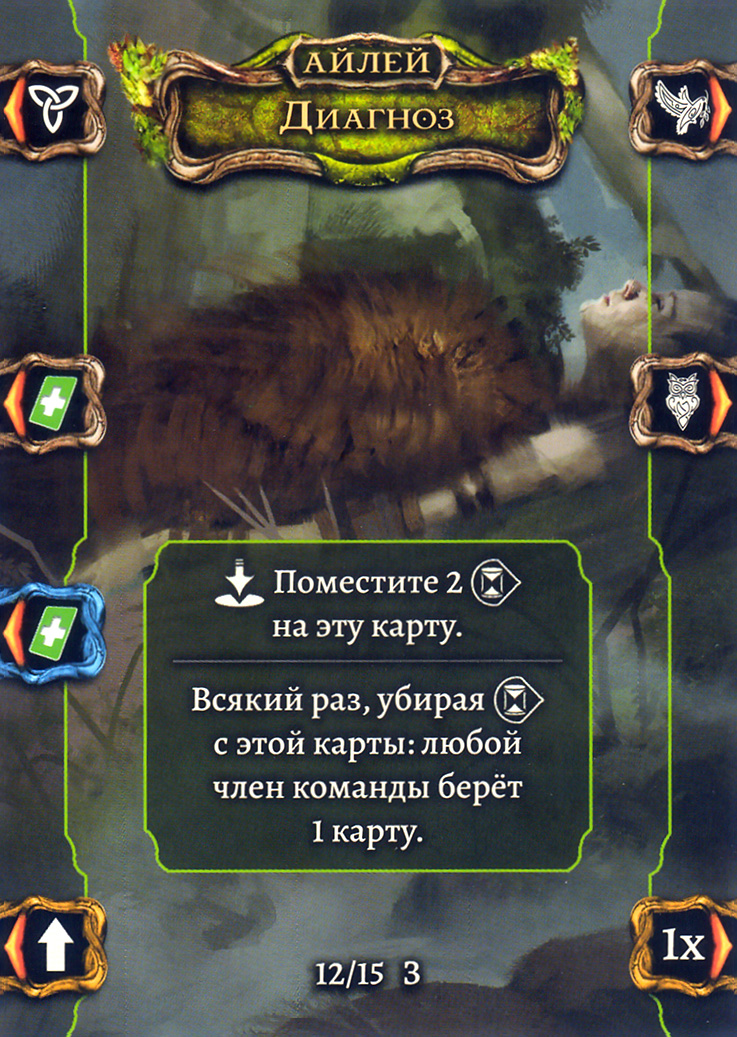 АЙЛЕЙ
Диагноз
Поместите 2
на эту карту.
Всякий раз, убирая
с этой карты: любой
член команды берёт
1 карту.
1x
12/15 3